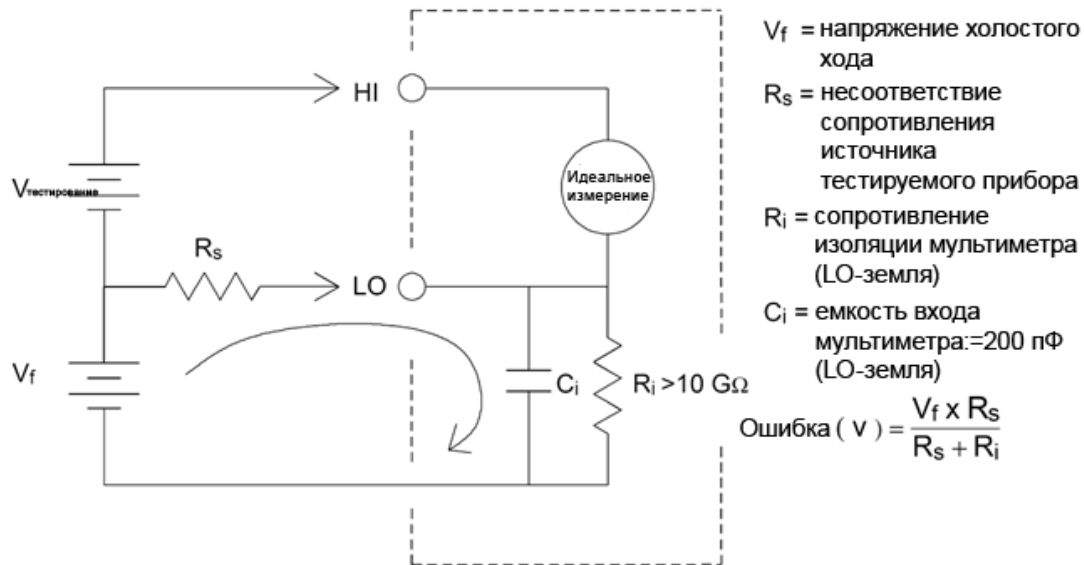 HI
Vтестирование
Идеальное
измерение
Rs
LO
Vf
Ci
Ri >10 GΩ
Vf = напряжение холостого
хода
Rs = несоответствие
сопротивления
источника
тестируемого прибора
Ri = сопротивление
изоляции мультиметра
(LO-земля)
Ci = емкость входа
мультиметра:=200 пФ
(LO-земля)
Ошибка ( V ) = Vf x Rs
Rs + Ri